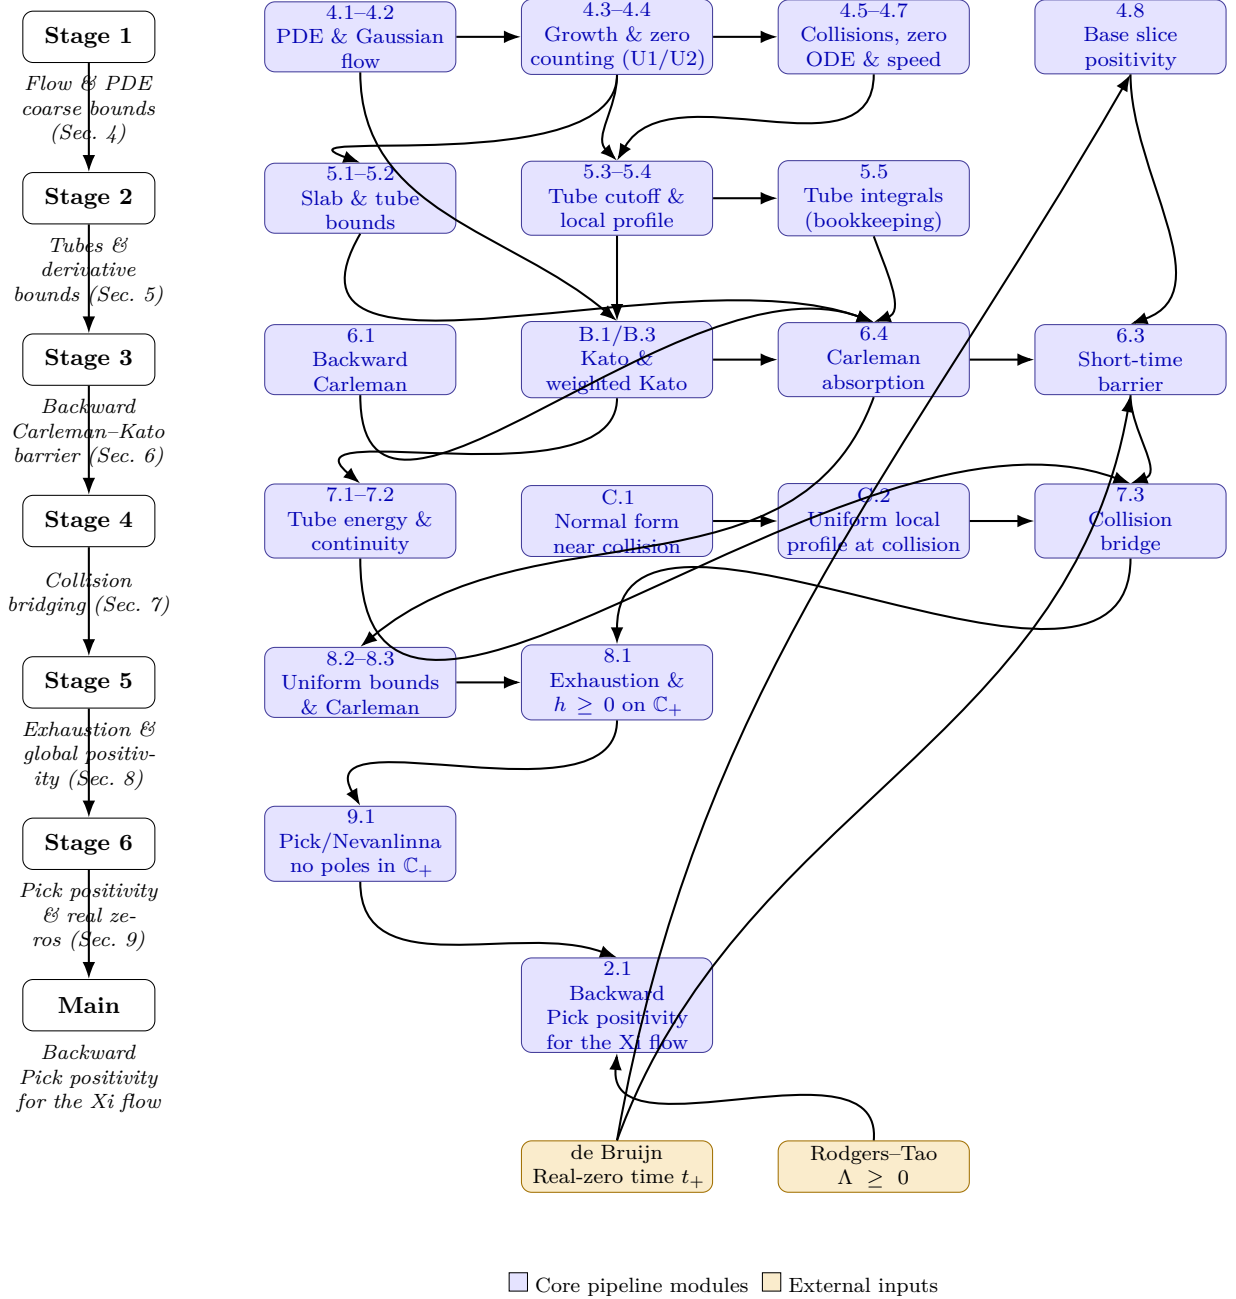 Stage 1
Flow & PDE
coarse bounds
(Sec. 4)
Stage 2
Tubes &
derivative
bounds (Sec. 5)
Stage 3
Backward
Carleman–Kato
barrier (Sec. 6)
Stage 4
Collision
bridging (Sec. 7)
Stage 5
Exhaustion &
global positiv-
ity (Sec. 8)
Stage 6
Pick positivity
& real ze-
ros (Sec. 9)
Main
Backward
Pick positivity
for the Xi flow
4.1–4.2
PDE & Gaussian
flow
4.3–4.4
Growth & zero
counting (U1/U2)
4.5–4.7
Collisions, zero
ODE & speed
4.8
Base slice
positivity
5.1–5.2
Slab & tube
bounds
5.3–5.4
Tube cutoff &
local profile
5.5
Tube integrals
(bookkeeping)
6.1
Backward
Carleman
B.1/B.3
Kato &
weighted Kato
6.4
Carleman
absorption
6.3
Short-time
barrier
7.1–7.2
Tube energy &
continuity
C.1
Normal form
near collision
C.2
Uniform local
profile at collision
7.3
Collision
bridge
8.2–8.3
Uniform bounds
& Carleman
8.1
Exhaustion &
h ≥ 0 on ℂ₊
9.1
Pick/Nevanlinna
no poles in ℂ₊
2.1
Backward
Pick positivity
for the Xi flow
de Bruijn
Real-zero time t₊
Rodgers–Tao
Λ ≥ 0
Core pipeline modules
External inputs